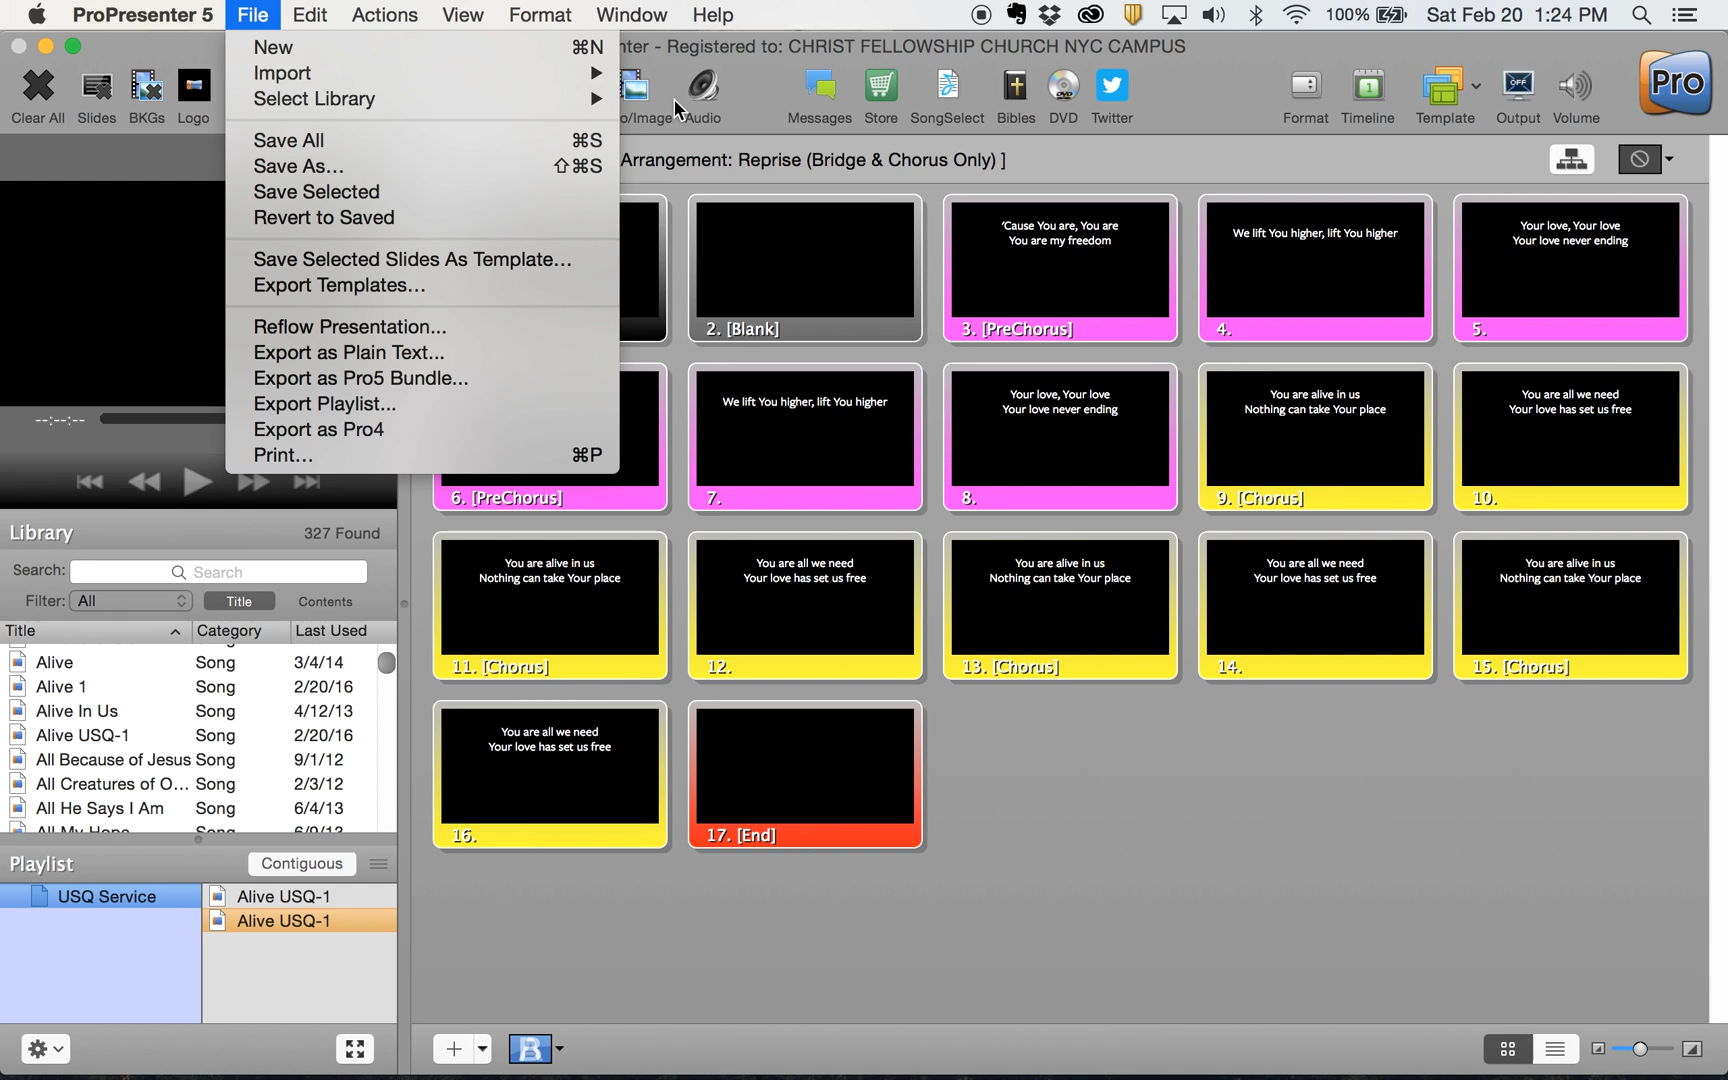 ProPresenter 5 File Edit Actions View Format Window Help 100% Sat Feb 20 1:24 PM
nter - Registered to: CHRIST FELLOWSHIP CHURCH NYC CAMPUS
New ⌘N
Import
Select Library
Save All ⌘S
Save As... ⇧⌘S
Save Selected
Revert to Saved
Save Selected Slides As Template...
Export Templates...
Reflow Presentation...
Export as Plain Text...
Export as Pro5 Bundle...
Export Playlist...
Export as Pro4
Print... ⌘P
OFF
1
Pro
Clear All Slides BKGs Logo o/Image Audio Messages Store SongSelect Bibles DVD Twitter Format Timeline Template Output Volume
Arrangement: Reprise (Bridge & Chorus Only) ]
2. [Blank]
'Cause You are, You are
You are my freedom
3. [PreChorus]
We lift You higher, lift You higher
4.
Your love, Your love
Your love never ending
5.
6. [PreChorus]
We lift You higher, lift You higher
7.
Your love, Your love
Your love never ending
8.
You are alive in us
Nothing can take Your place
9. [Chorus]
You are all we need
Your love has set us free
10.
You are alive in us
Nothing can take Your place
11. [Chorus]
You are all we need
Your love has set us free
12.
You are alive in us
Nothing can take Your place
13. [Chorus]
You are all we need
Your love has set us free
14.
You are alive in us
Nothing can take Your place
15. [Chorus]
You are all we need
Your love has set us free
16.
17. [End]
--:--:--
Library 327 Found
Search: Search
Filter: All Title Contents
Title Category Last Used
Alive Song 3/4/14
Alive 1 Song 2/20/16
Alive In Us Song 4/12/13
Alive USQ-1 Song 2/20/16
All Because of Jesus Song 9/1/12
All Creatures of O... Song 2/3/12
All He Says I Am Song 6/4/13
All My Hope Song 6/9/13
Playlist Contiguous
USQ Service Alive USQ-1
Alive USQ-1
B